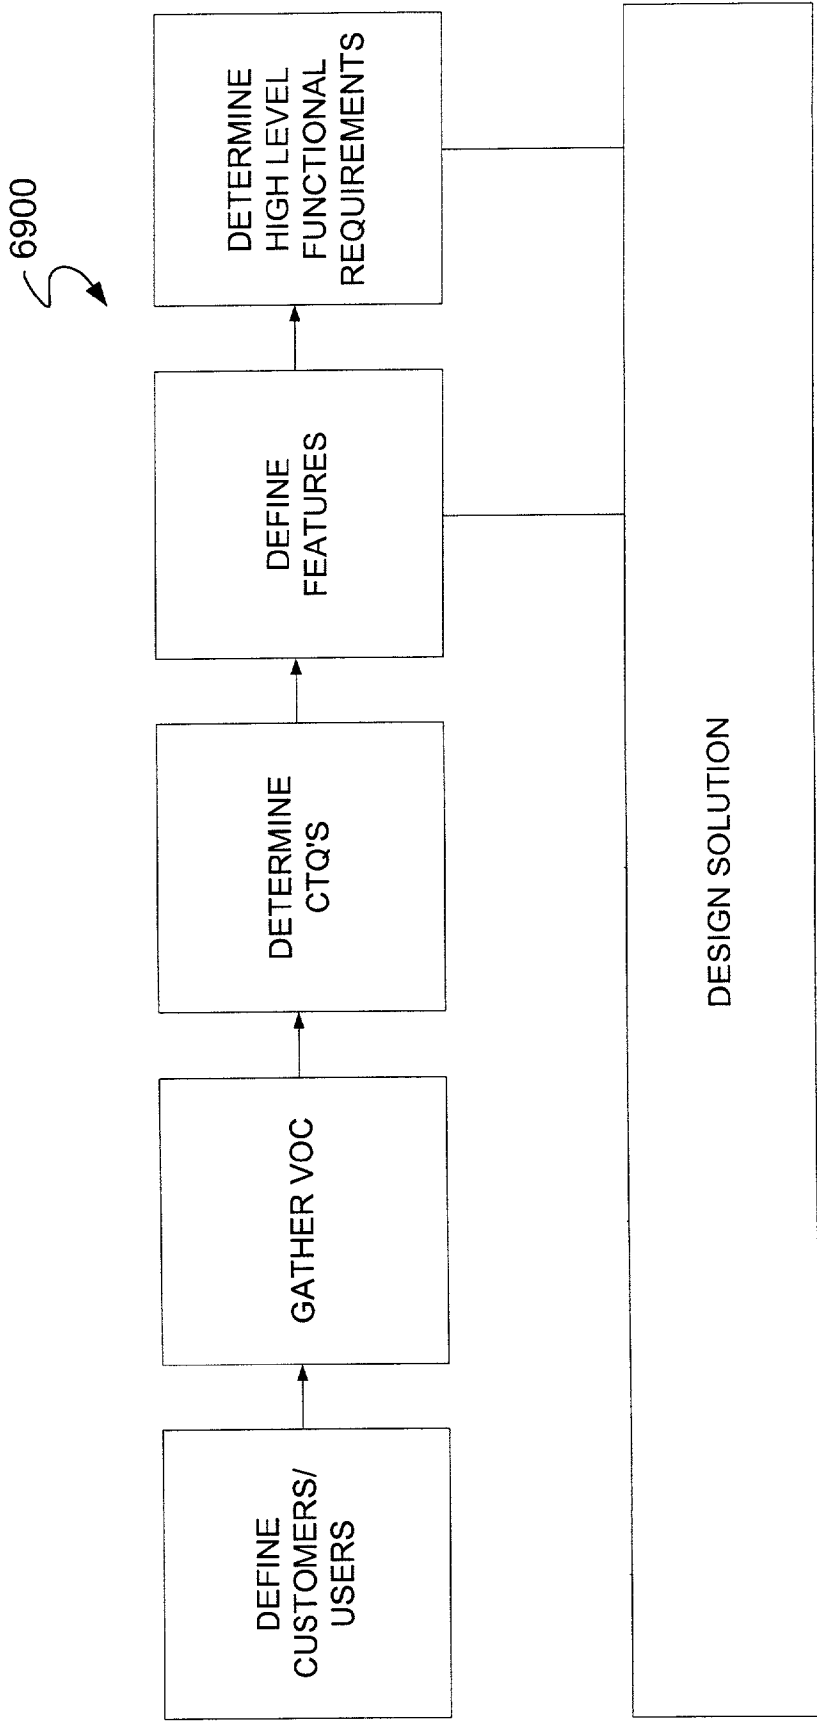 6900
DEFINE
CUSTOMERS/
USERS
GATHER VOC
DETERMINE
CTQ'S
DEFINE
FEATURES
DETERMINE
HIGH LEVEL
FUNCTIONAL
REQUIREMENTS
DESIGN SOLUTION